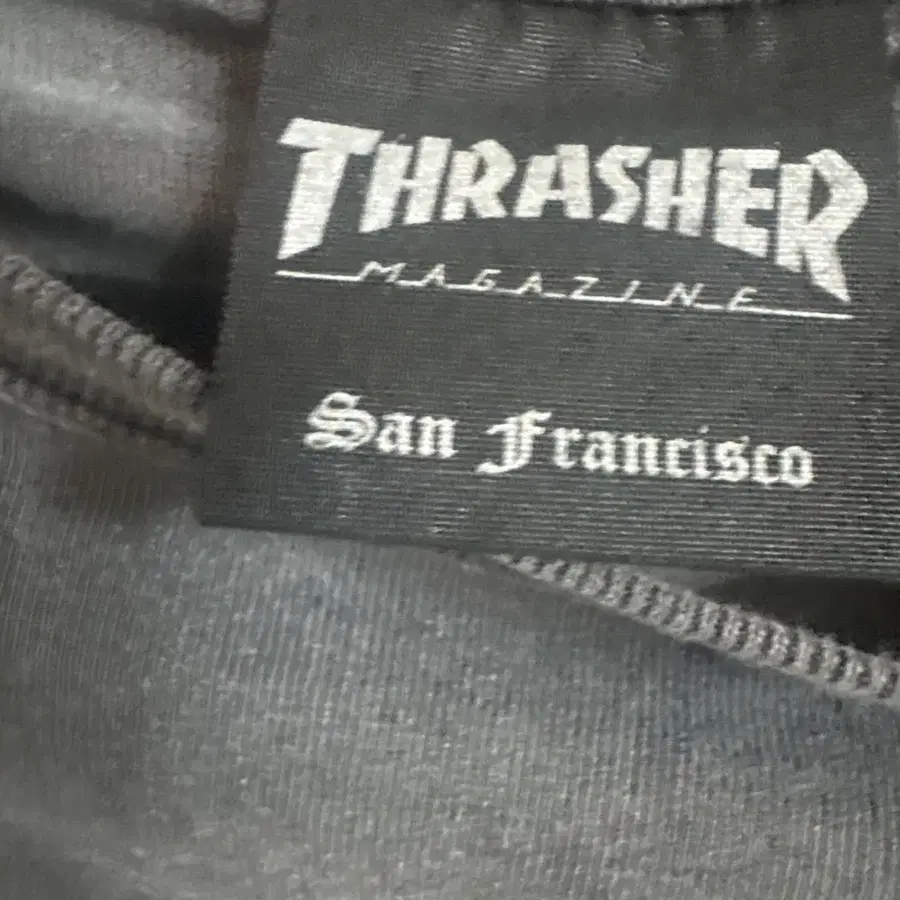 THRASHER
MAGAZINE
San Francisco